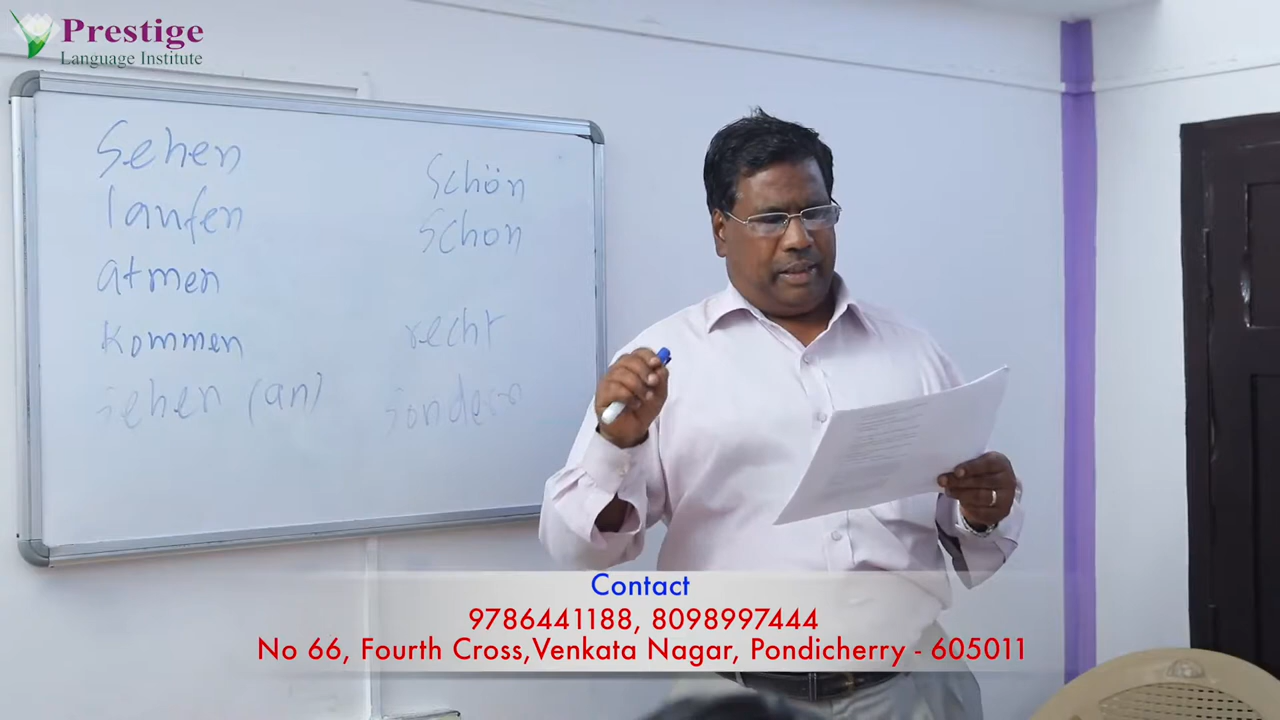 Prestige
Language Institute
Sehen
laufen
atmen
kommen
sehen (an)
Schön
Schon
recht
sondern
Contact
9786441188, 8098997444
No 66, Fourth Cross,Venkata Nagar, Pondicherry - 605011